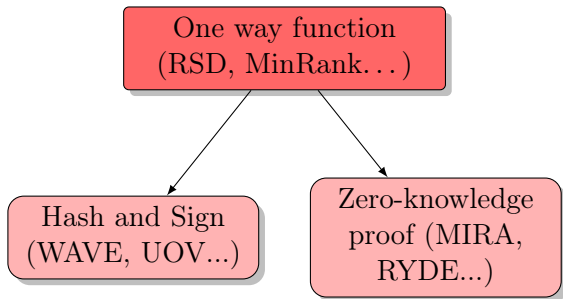 One way function
(RSD, MinRank...)
Hash and Sign
(WAVE, UOV...)
Zero-knowledge
proof (MIRA,
RYDE...)